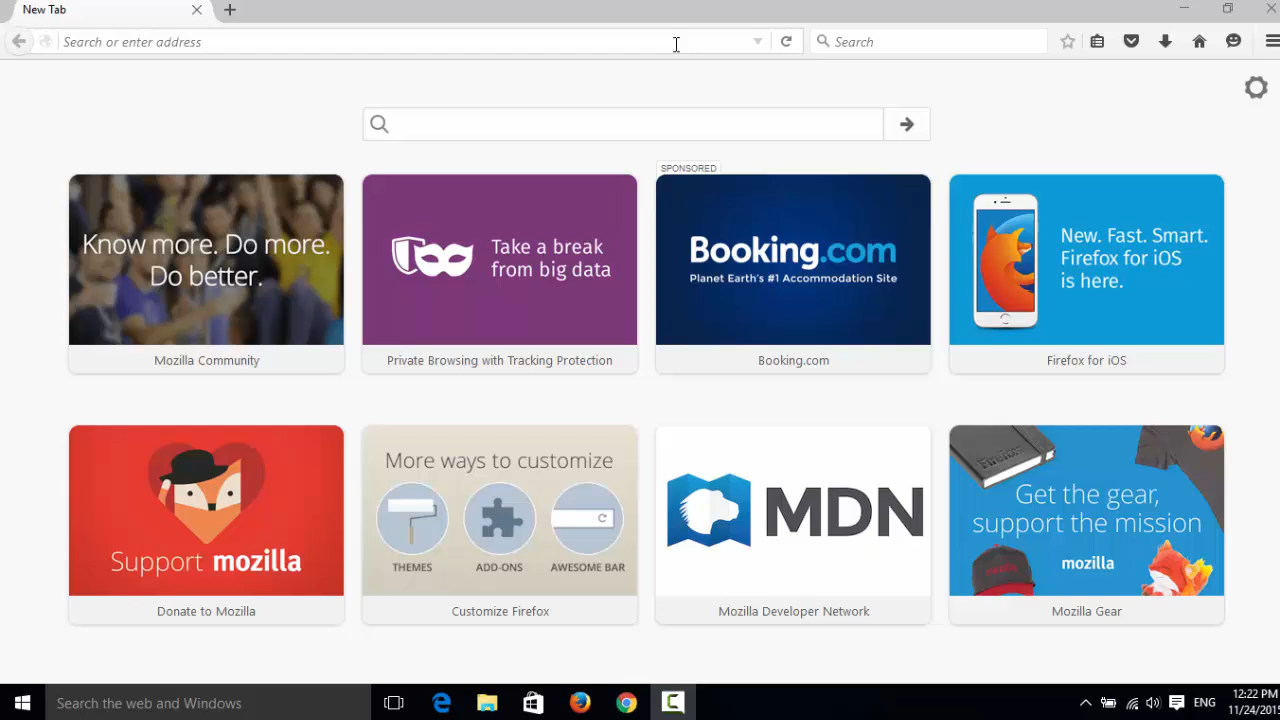 New Tab
Search or enter address
Search
SPONSORED
Know more. Do more.
Do better.
Mozilla Community
Take a break
from big data
Private Browsing with Tracking Protection
Booking.com
Planet Earth's #1 Accommodation Site
Booking.com
New. Fast. Smart.
Firefox for iOS
is here.
Firefox for iOS
Support mozilla
Donate to Mozilla
More ways to customize
THEMES
ADD-ONS
AWESOME BAR
Customize Firefox
MDN
Mozilla Developer Network
Get the gear,
support the mission
mozilla
Mozilla Gear
Search the web and Windows
ENG
12:22 PM
11/24/201